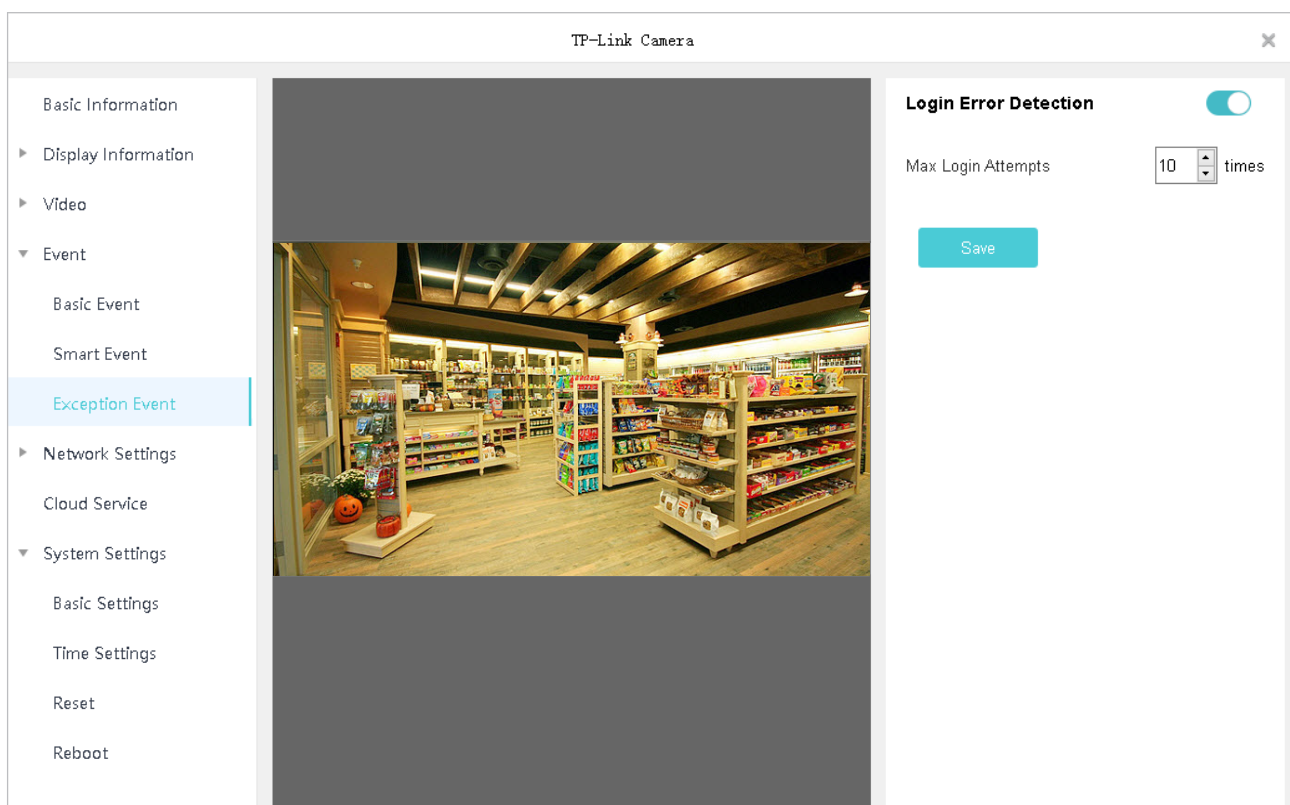 TP-Link Camera
Basic Information
Display Information
Video
Event
Basic Event
Smart Event
Exception Event
Network Settings
Cloud Service
System Settings
Basic Settings
Time Settings
Reset
Reboot
Login Error Detection
Max Login Attempts 10 times
Save